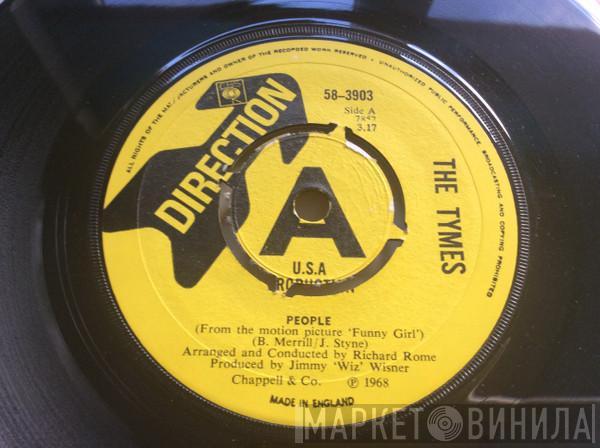 ALL RIGHTS OF THE MANUFACTURERS AND OWNER OF THE RECORDED WORK RESERVED • UNAUTHORIZED PUBLIC PERFORMANCE, BROADCASTING AND COPYING PROHIBITED
DIRECTION
58–3903
Side A
3.17
THE TYMES
A
U.S.A
PRODUCTION
PEOPLE
(From the motion picture 'Funny Girl')
(B. Merrill/J. Styne)
Arranged and Conducted by Richard Rome
Produced by Jimmy 'Wiz' Wisner
Chappell & Co. ℗ 1968
MADE IN ENGLAND
МАРКЕТ ВИНИЛА